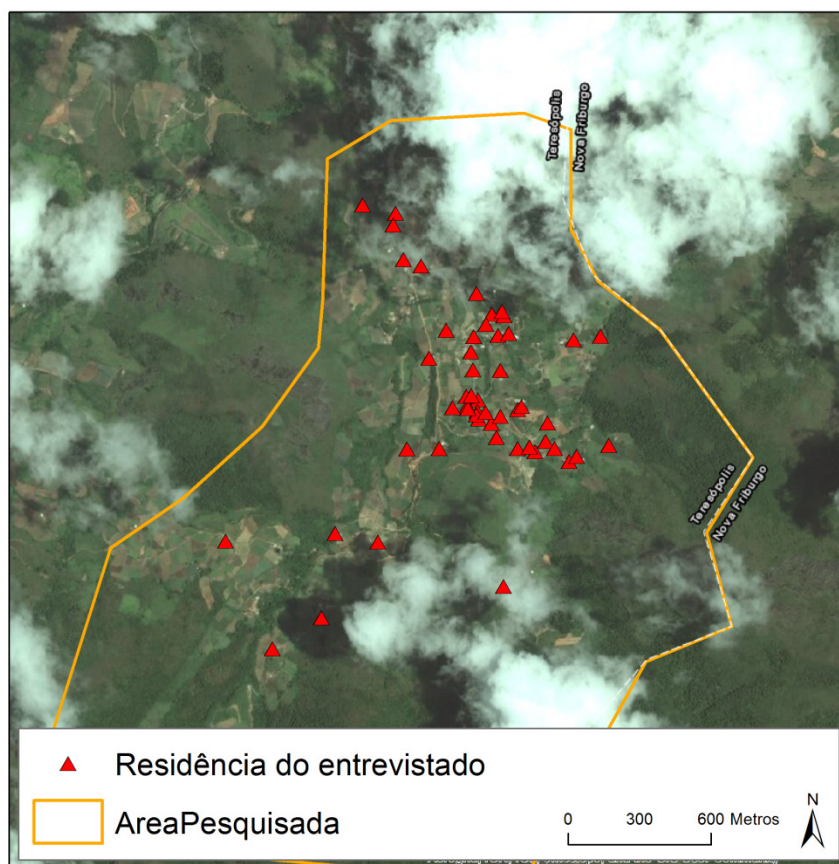 Teresópolis
Nova Friburgo
Teresópolis
Nova Friburgo
Residência do entrevistado
AreaPesquisada
0 300 600 Metros
N